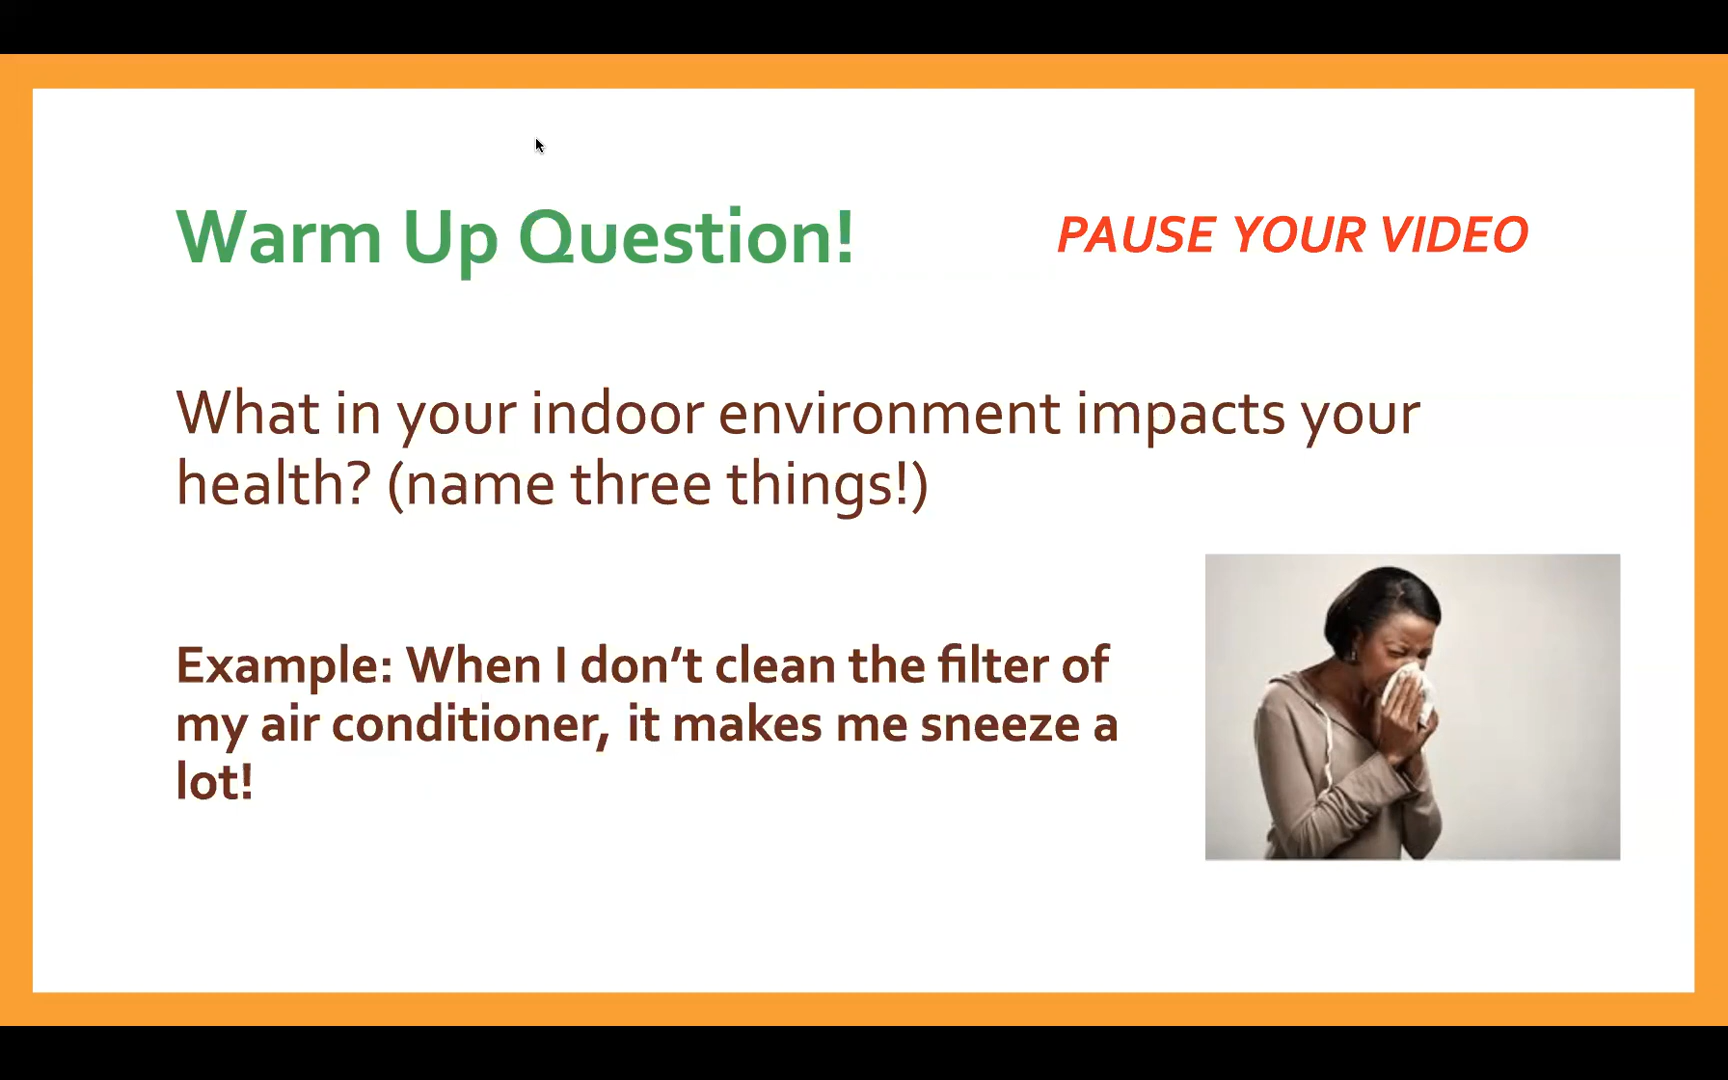 Warm Up Question!
PAUSE YOUR VIDEO
What in your indoor environment impacts your
health? (name three things!)
Example: When I don’t clean the filter of
my air conditioner, it makes me sneeze a
lot!